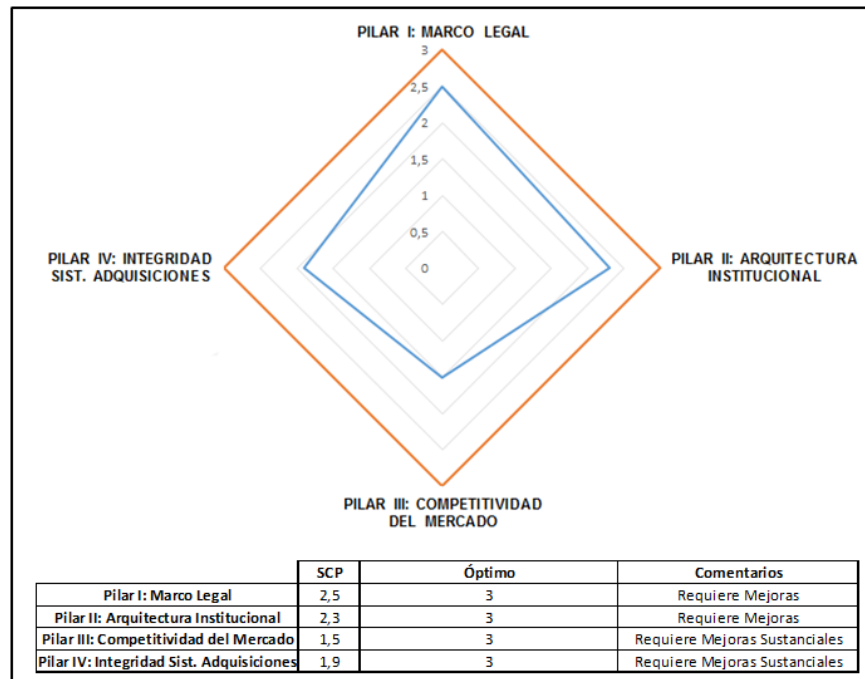 PILAR I: MARCO LEGAL
3
2,5
2
1,5
1
0,5
0
PILAR IV: INTEGRIDAD
SIST. ADQUISICIONES
PILAR II: ARQUITECTURA
INSTITUCIONAL
PILAR III: COMPETITIVIDAD
DEL MERCADO
SCP Óptimo Comentarios
Pilar I: Marco Legal 2,5 3 Requiere Mejoras
Pilar II: Arquitectura Institucional 2,3 3 Requiere Mejoras
Pilar III: Competitividad del Mercado 1,5 3 Requiere Mejoras Sustanciales
Pilar IV: Integridad Sist. Adquisiciones 1,9 3 Requiere Mejoras Sustanciales